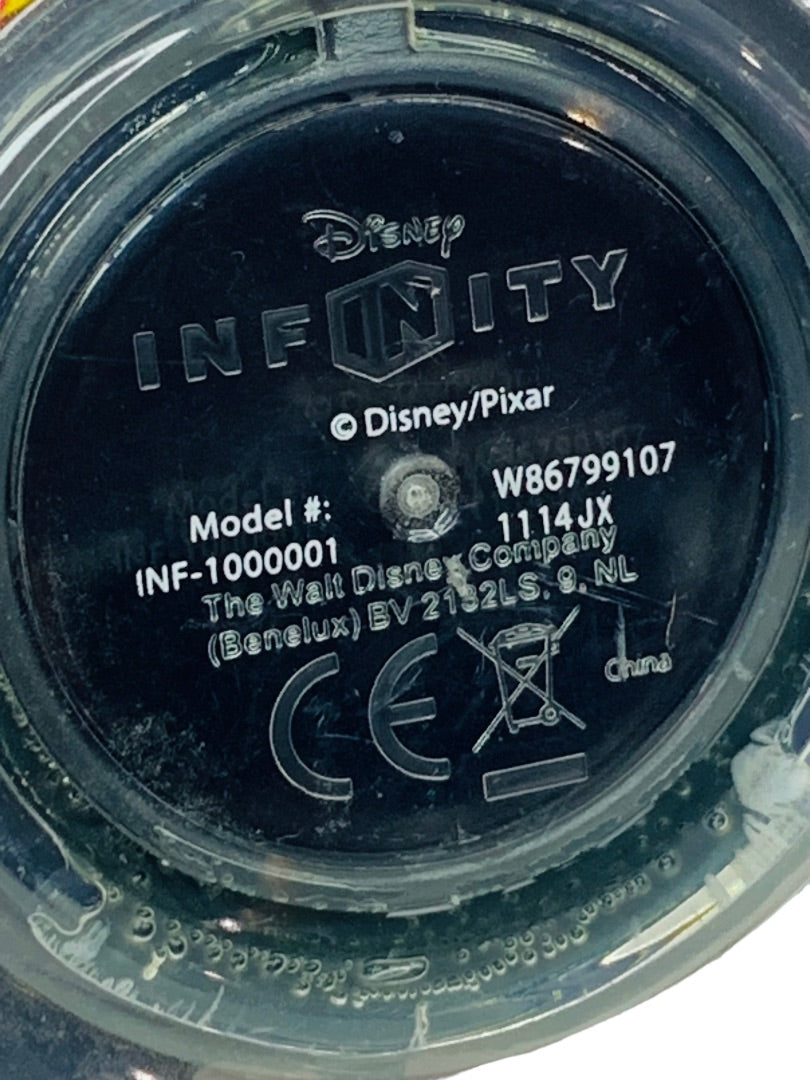 Disney
INFINITY
© Disney/Pixar
Model #:
INF-1000001
W86799107
1114JX
The Walt Disney Company
(Benelux) BV 2132LS, 9, NL
CE
China